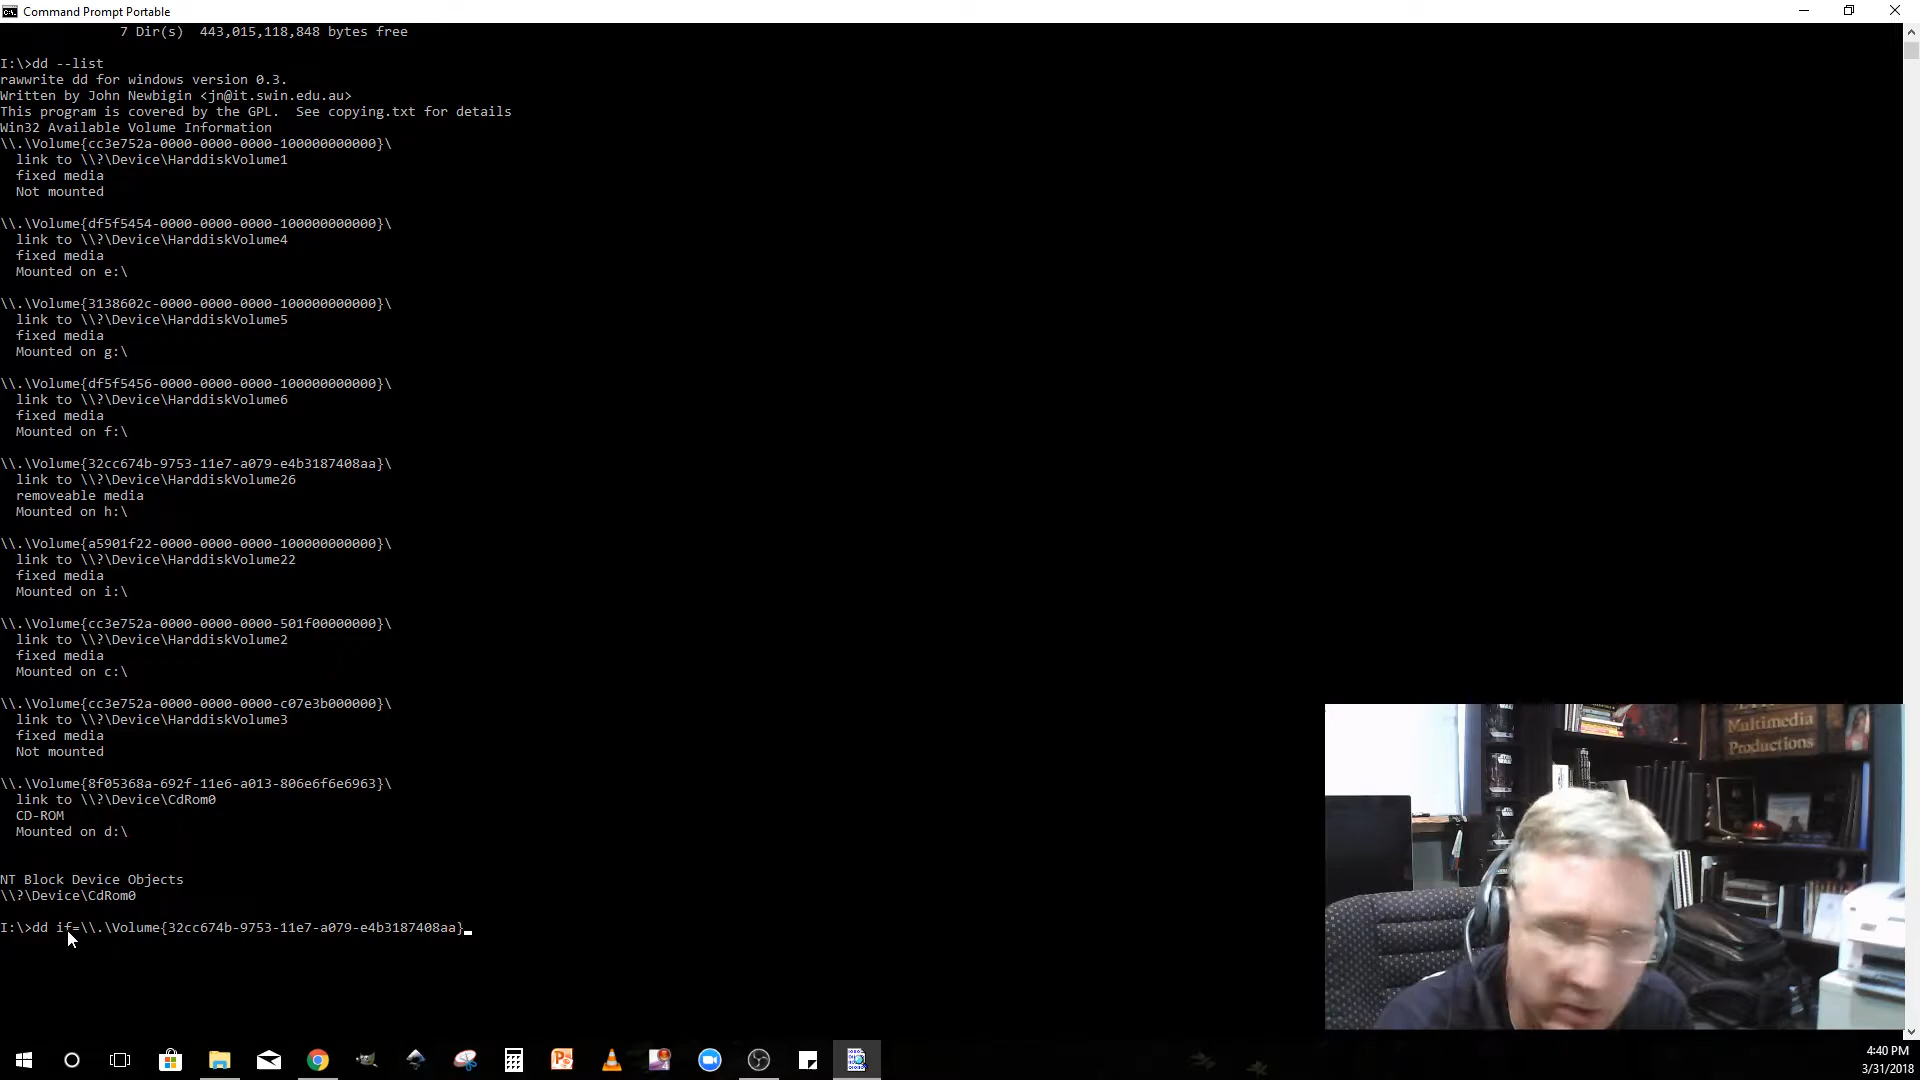 Command Prompt Portable
7 Dir(s)  443,015,118,848 bytes free
I:\>dd --list
rawwrite dd for windows version 0.3.
Written by John Newbigin <jn@it.swin.edu.au>
This program is covered by the GPL.  See copying.txt for details
Win32 Available Volume Information
\\.\Volume{cc3e752a-0000-0000-0000-100000000000}\
link to \\?\Device\HarddiskVolume1
fixed media
Not mounted
\\.\Volume{df5f5454-0000-0000-0000-100000000000}\
link to \\?\Device\HarddiskVolume4
fixed media
Mounted on e:\
\\.\Volume{3138602c-0000-0000-0000-100000000000}\
link to \\?\Device\HarddiskVolume5
fixed media
Mounted on g:\
\\.\Volume{df5f5456-0000-0000-0000-100000000000}\
link to \\?\Device\HarddiskVolume6
fixed media
Mounted on f:\
\\.\Volume{32cc674b-9753-11e7-a079-e4b3187408aa}\
link to \\?\Device\HarddiskVolume26
removeable media
Mounted on h:\
\\.\Volume{a5901f22-0000-0000-0000-100000000000}\
link to \\?\Device\HarddiskVolume22
fixed media
Mounted on i:\
\\.\Volume{cc3e752a-0000-0000-0000-501f00000000}\
link to \\?\Device\HarddiskVolume2
fixed media
Mounted on c:\
\\.\Volume{cc3e752a-0000-0000-0000-c07e3b000000}\
link to \\?\Device\HarddiskVolume3
fixed media
Not mounted
\\.\Volume{8f05368a-692f-11e6-a013-806e6f6e6963}\
link to \\?\Device\CdRom0
CD-ROM
Mounted on d:\
NT Block Device Objects
\\?\Device\CdRom0
I:\>dd if=\\.\Volume{32cc674b-9753-11e7-a079-e4b3187408aa}_
Multimedia
Productions
4:40 PM
3/31/2018